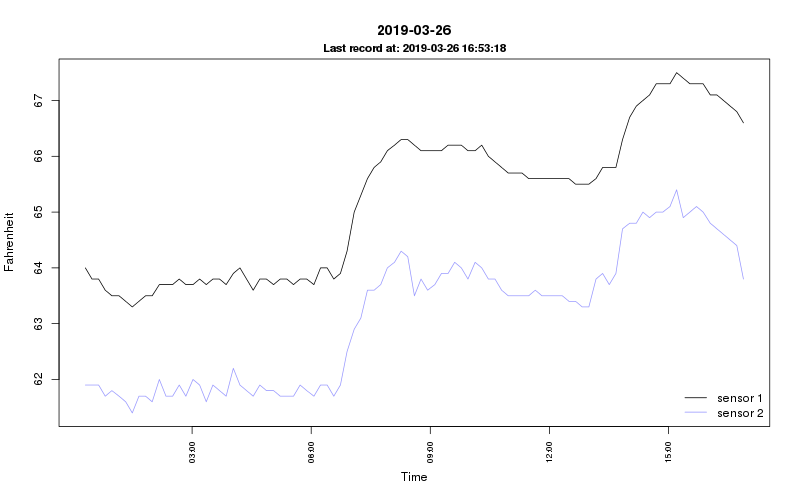 2019-03-26
Last record at: 2019-03-26 16:53:18
Fahrenheit
67
66
65
64
63
62
sensor 1
sensor 2
03:00
06:00
09:00
12:00
15:00
Time